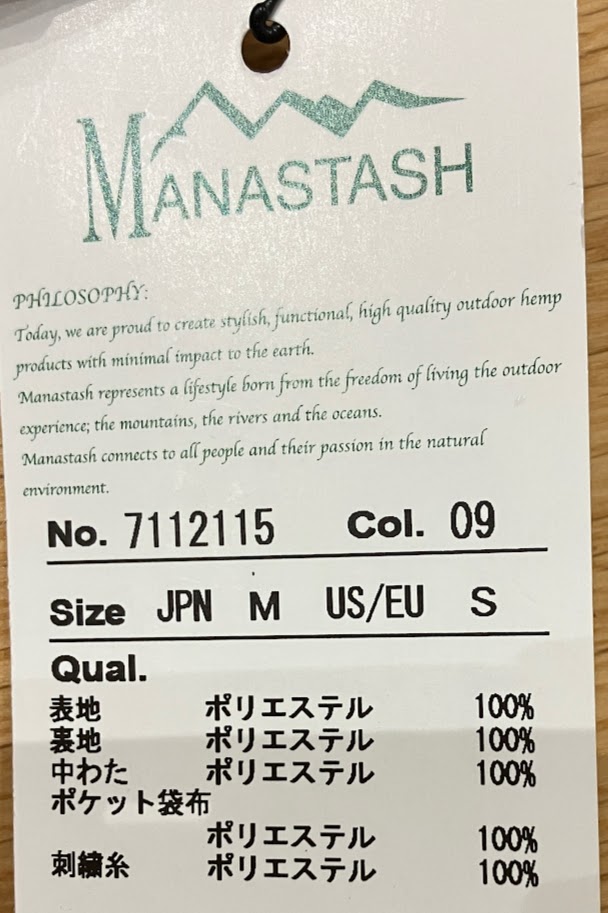 MANASTASH
PHILOSOPHY:
Today, we are proud to create stylish, functional, high quality outdoor hemp
products with minimal impact to the earth.
Manastash represents a lifestyle born from the freedom of living the outdoor
experience; the mountains, the rivers and the oceans.
Manastash connects to all people and their passion in the natural
environment.
No. 7112115 Col. 09
Size JPN M US/EU S
Qual.
表地 ポリエステル 100%
裏地 ポリエステル 100%
中わた ポリエステル 100%
ポケット袋布
ポリエステル 100%
刺繍糸 ポリエステル 100%